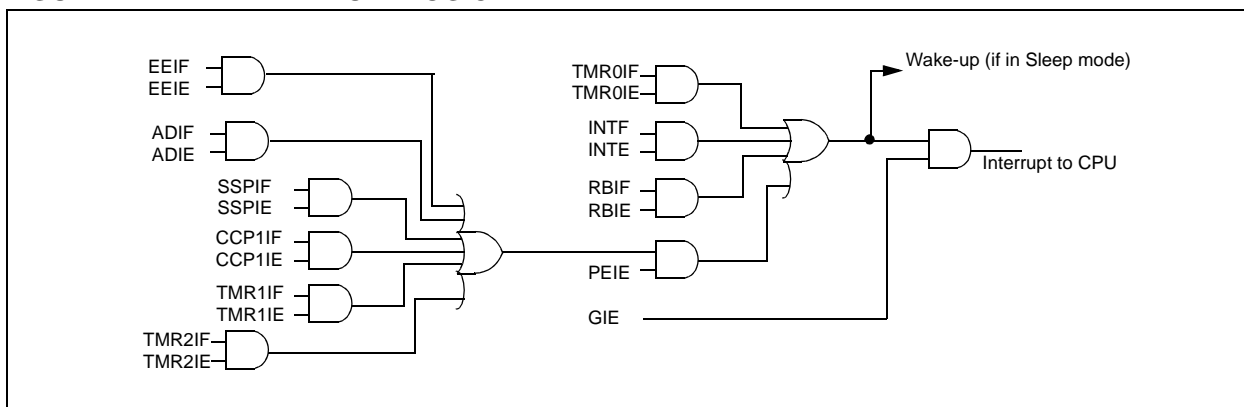 EEIF
EEIE
ADIF
ADIE
SSPIF
SSPIE
CCP1IF
CCP1IE
TMR1IF
TMR1IE
TMR2IF
TMR2IE
TMR0IF
TMR0IE
INTF
INTE
RBIF
RBIE
PEIE
GIE
Wake-up (if in Sleep mode)
Interrupt to CPU